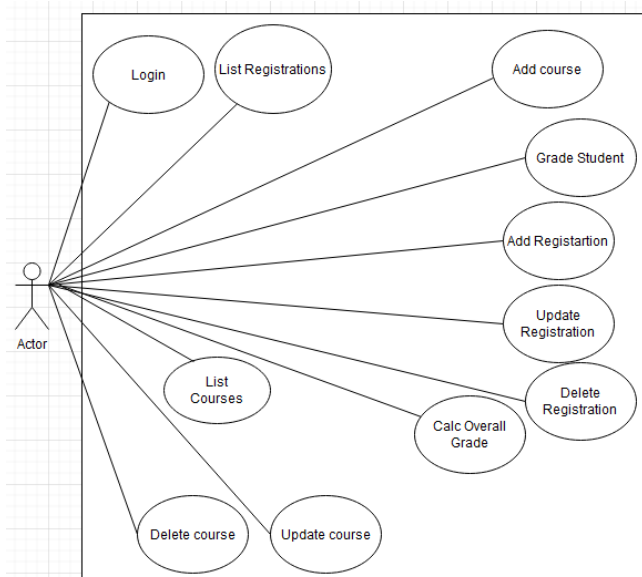 Login
List Registrations
Add course
Grade Student
Add Registartion
Actor
Update
Registration
List
Courses
Delete
Registration
Calc Overall
Grade
Delete course
Update course